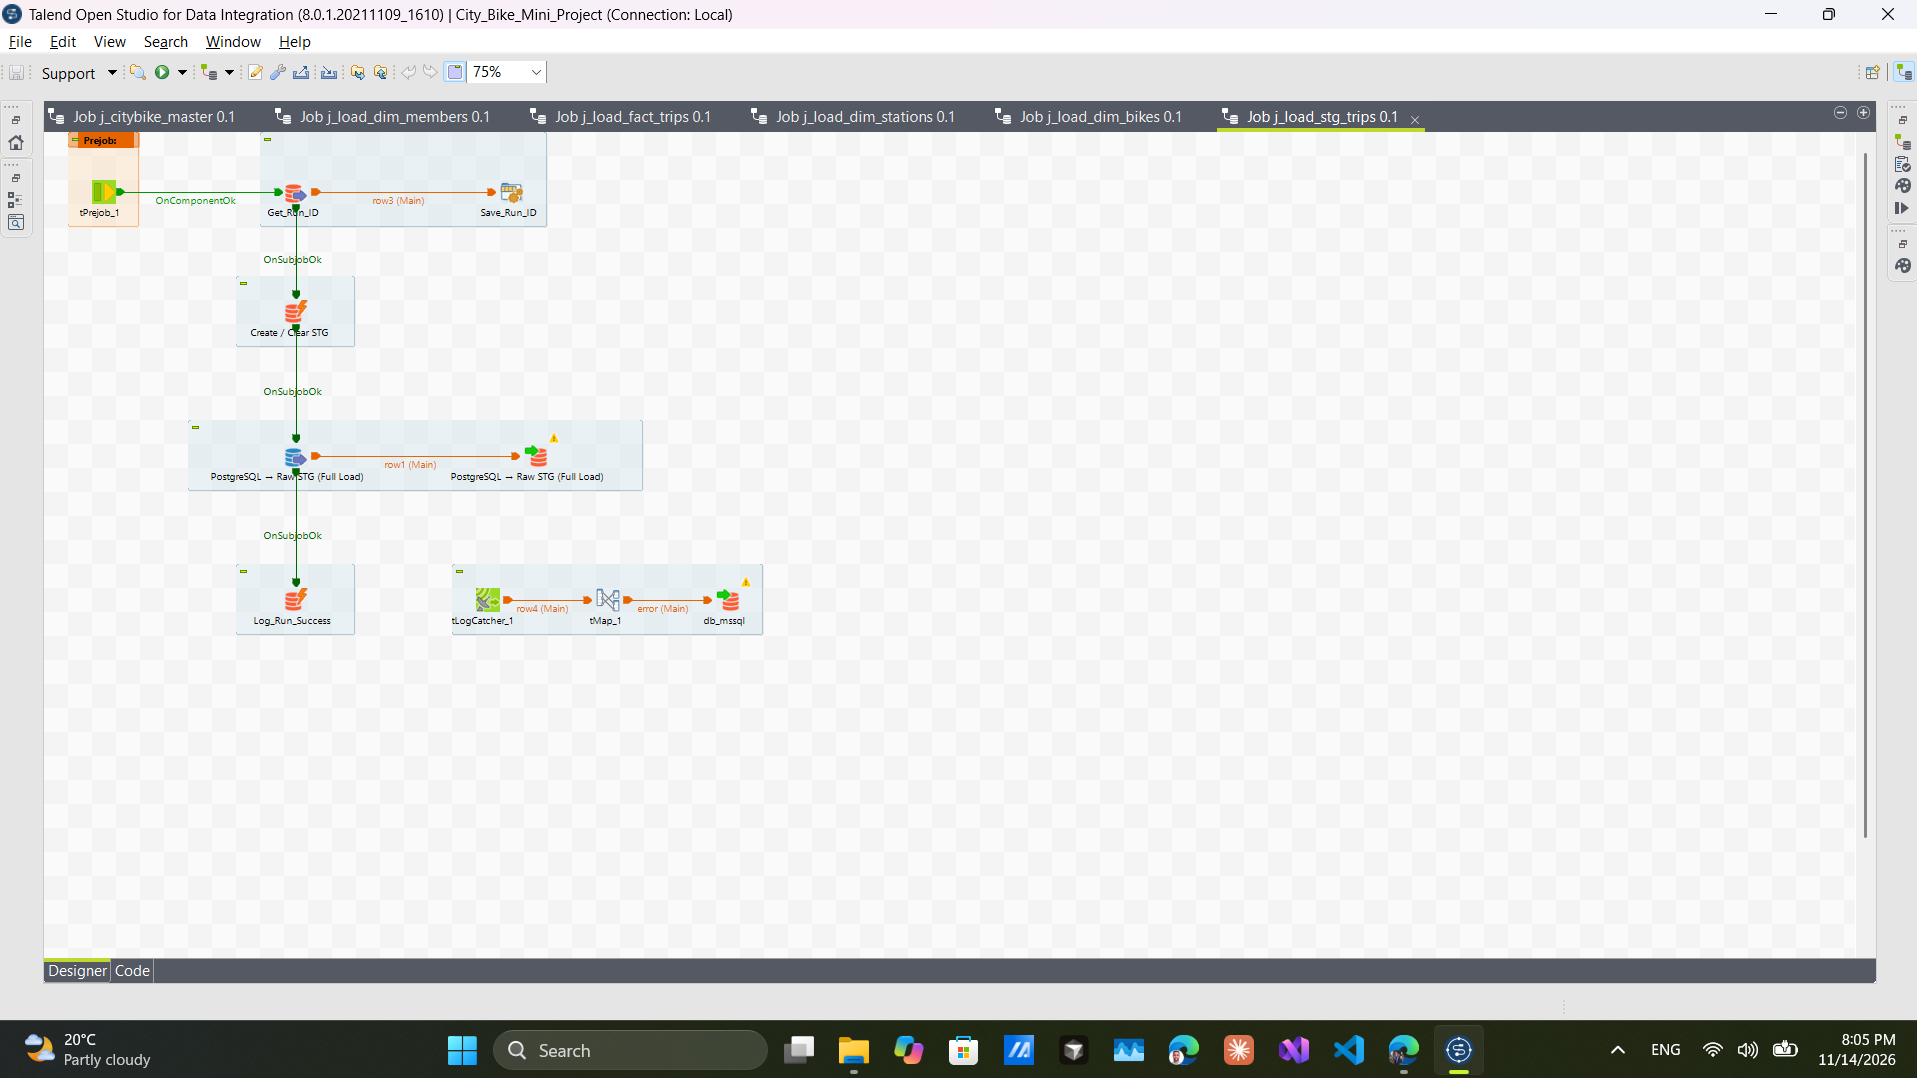 Talend Open Studio for Data Integration (8.0.1.20211109_1610) | City_Bike_Mini_Project (Connection: Local)
File Edit View Search Window Help
Support 75%
Job j_citybike_master 0.1 Job j_load_dim_members 0.1 Job j_load_fact_trips 0.1 Job j_load_dim_stations 0.1 Job j_load_dim_bikes 0.1 Job j_load_stg_trips 0.1
Prejob:
OnComponentOk row3 (Main)
tPrejob_1 Get_Run_ID Save_Run_ID
OnSubjobOk
Create / Clear STG
OnSubjobOk
row1 (Main)
PostgreSQL → Raw STG (Full Load) PostgreSQL → Raw STG (Full Load)
OnSubjobOk
row4 (Main) error (Main)
Log_Run_Success tLogCatcher_1 tMap_1 db_mssql
Designer Code
20°C
Partly cloudy
Search
ENG
8:05 PM
11/14/2026